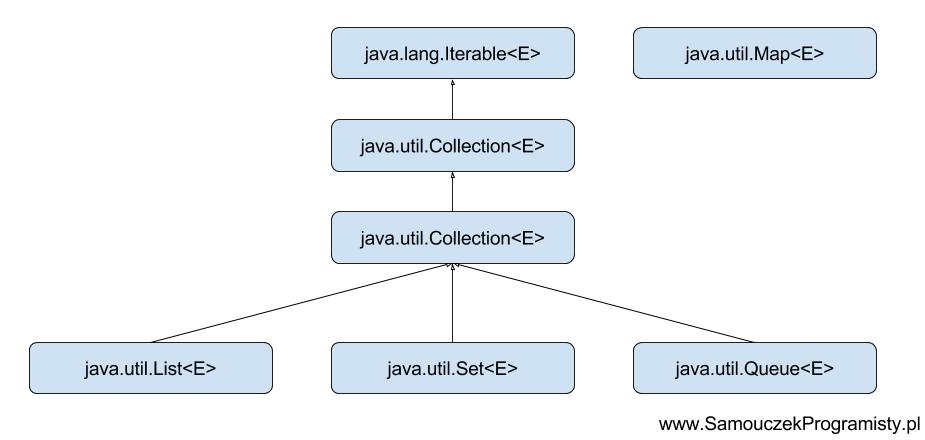 java.lang.Iterable<E>
java.util.Map<E>
java.util.Collection<E>
java.util.Collection<E>
java.util.List<E>
java.util.Set<E>
java.util.Queue<E>
www.SamouczekProgramisty.pl